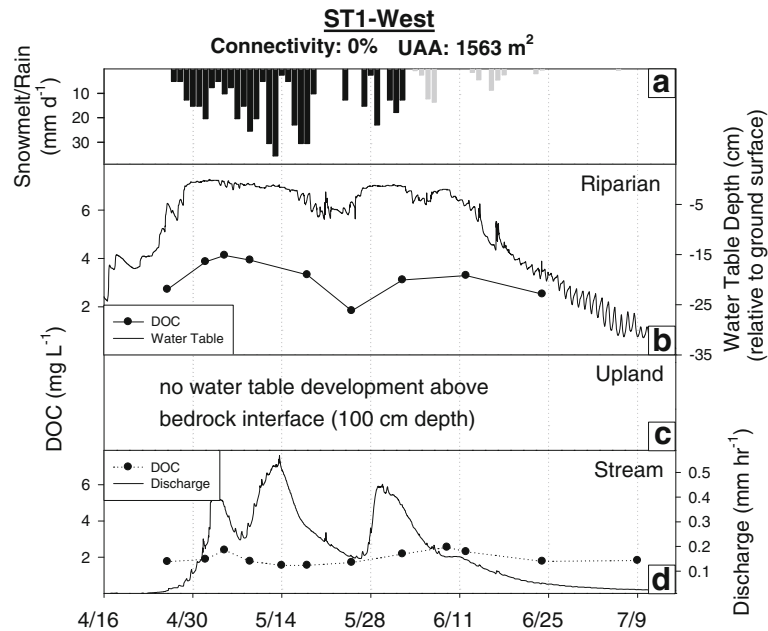 ST1-West
Connectivity: 0% UAA: 1563 m²
Snowmelt/Rain
(mm d⁻¹)
10
20
30
a
Riparian
6
4
2
DOC
Water Table
-5
-15
-25
-35
Water Table Depth (cm)
(relative to ground surface)
b
DOC (mg L⁻¹)
no water table development above
bedrock interface (100 cm depth)
Upland
c
DOC
Discharge
Stream
6
4
2
0.5
0.4
0.3
0.2
0.1
Discharge (mm hr⁻¹)
d
4/16 4/30 5/14 5/28 6/11 6/25 7/9